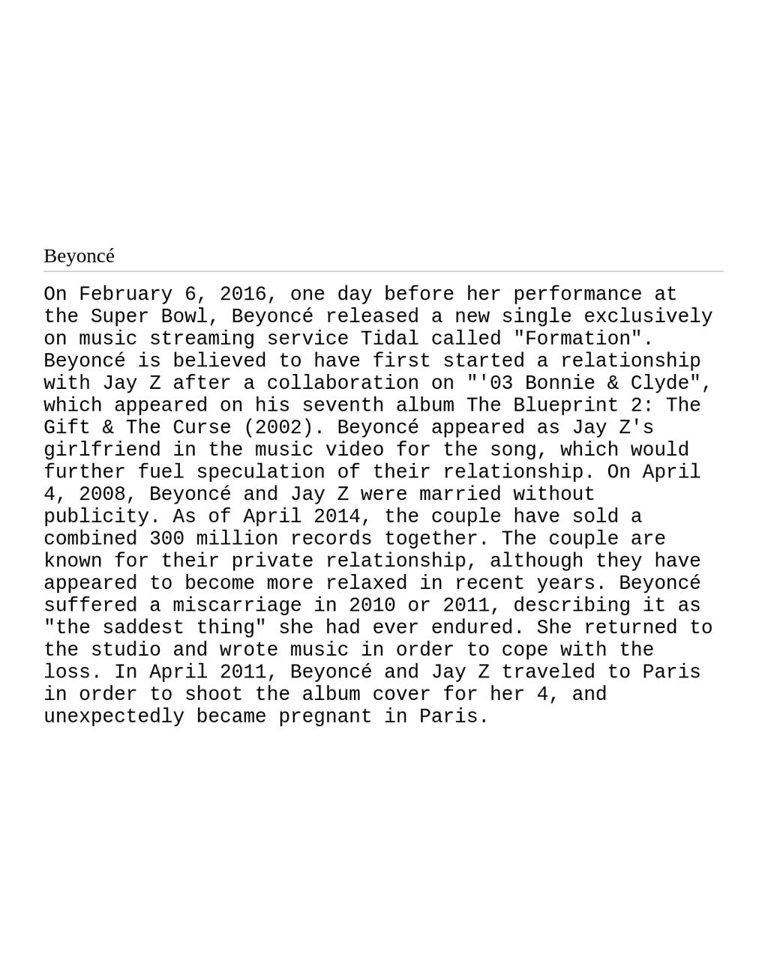 Beyoncé
On February 6, 2016, one day before her performance at
the Super Bowl, Beyoncé released a new single exclusively
on music streaming service Tidal called "Formation".
Beyoncé is believed to have first started a relationship
with Jay Z after a collaboration on "'03 Bonnie & Clyde",
which appeared on his seventh album The Blueprint 2: The
Gift & The Curse (2002). Beyoncé appeared as Jay Z's
girlfriend in the music video for the song, which would
further fuel speculation of their relationship. On April
4, 2008, Beyoncé and Jay Z were married without
publicity. As of April 2014, the couple have sold a
combined 300 million records together. The couple are
known for their private relationship, although they have
appeared to become more relaxed in recent years. Beyoncé
suffered a miscarriage in 2010 or 2011, describing it as
"the saddest thing" she had ever endured. She returned to
the studio and wrote music in order to cope with the
loss. In April 2011, Beyoncé and Jay Z traveled to Paris
in order to shoot the album cover for her 4, and
unexpectedly became pregnant in Paris.